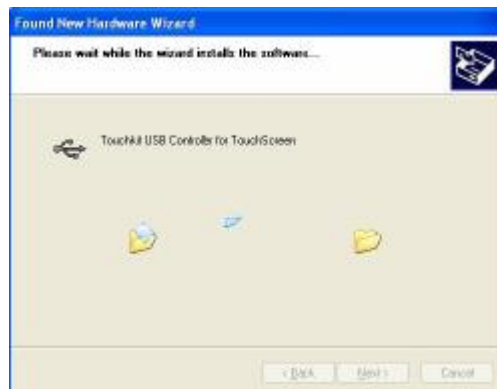 Found New Hardware Wizard
Please wait while the wizard installs the software...
Touchkit USB Controller for TouchScreen
< Back
Next >
Cancel